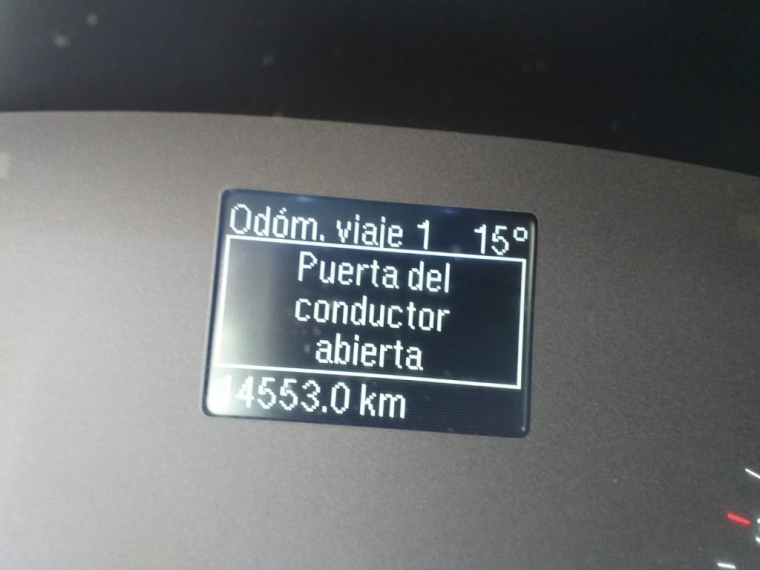 Odóm. viaje 1 15°
Puerta del
conductor
abierta
14553.0 km